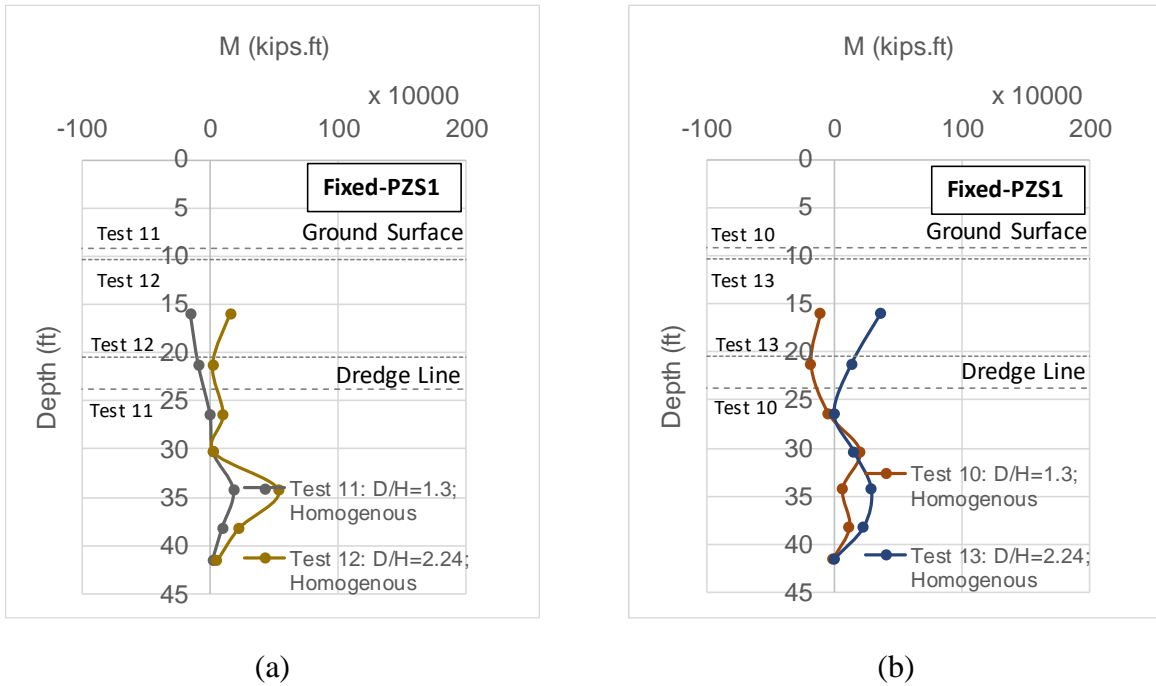 M (kips.ft)
x 10000
-100 0 100 200
0
Fixed-PZS1
5
Test 11 Ground Surface
10
Test 12
15
Test 12
20
Dredge Line
25
Test 11
30
35
Test 11: D/H=1.3;
Homogenous
40
Test 12: D/H=2.24;
Homogenous
45
Depth (ft)
(a)
M (kips.ft)
x 10000
-100 0 100 200
0
Fixed-PZS1
5
Test 10 Ground Surface
10
Test 13
15
Test 13
20
Dredge Line
25
Test 10
30
Test 10: D/H=1.3;
35
Homogenous
40
Test 13: D/H=2.24;
Homogenous
45
Depth (ft)
(b)